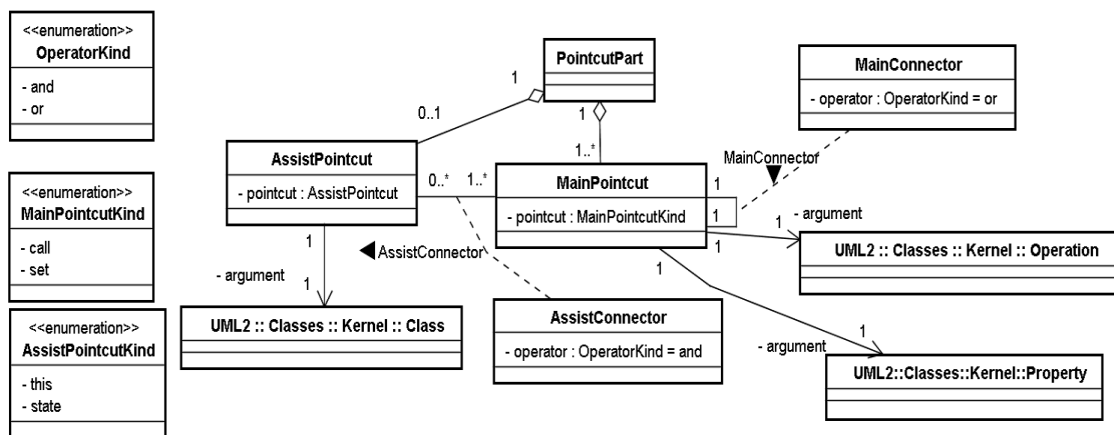 <<enumeration>>
OperatorKind
- and
- or
<<enumeration>>
MainPointcutKind
- call
- set
<<enumeration>>
AssistPointcutKind
- this
- state
PointcutPart
1
0..1
1
1..*
MainConnector
- operator : OperatorKind = or
MainConnector
AssistPointcut
- pointcut : AssistPointcut
0..*
1..*
MainPointcut
- pointcut : MainPointcutKind
1
1
- argument
1
1
UML2 :: Classes :: Kernel :: Operation
1
- argument
1
UML2 :: Classes :: Kernel :: Class
AssistConnector
AssistConnector
- operator : OperatorKind = and
1
1
- argument
UML2::Classes::Kernel::Property